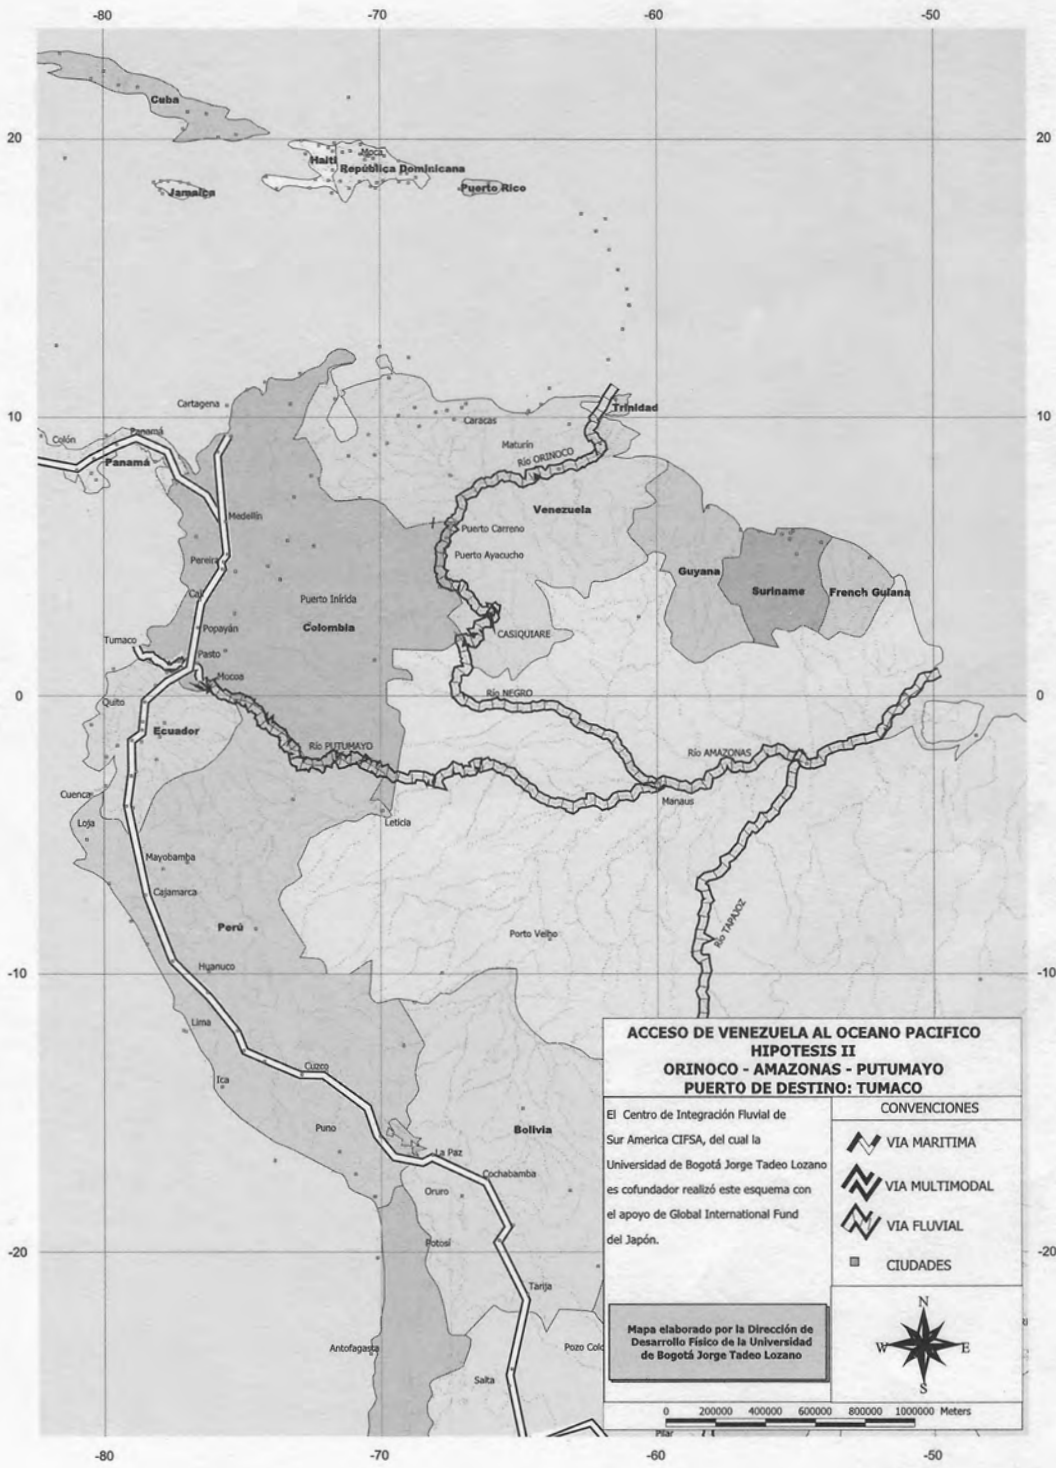 -80 -70 -60 -50
Cuba
20 20
Haiti
Moca
República Dominicana
Jamaica
Puerto Rico
Cartagena
Trinidad
10 10
Caracas
Colón
Panamá
Maturín
Panamá
Río ORINOCO
Venezuela
Medellín
Puerto Carreno
Pereira
Puerto Ayacucho
Guyana
Suriname
French Guiana
Cali
Puerto Inírida
Popayán
Colombia
CASIQUIARE
Tumaco
Pasto
Mocoa
0 0
Quito
Río NEGRO
Ecuador
Río PUTUMAYO
Río AMAZONAS
Cuenca
Manaus
Loja
Leticia
Mayobamba
Cajamarca
Río TAPAJOZ
Perú
Porto Velho
Huanuco
-10 -10
Lima
Cuzco
Ica
Puno
Bolivia
La Paz
Cochabamba
Oruro
Potosí
-20 -20
Tarija
Antofagasta
Pozo Colo
Salta
Pilar
ACCESO DE VENEZUELA AL OCEANO PACIFICO
HIPOTESIS II
ORINOCO - AMAZONAS - PUTUMAYO
PUERTO DE DESTINO: TUMACO
El Centro de Integración Fluvial de
Sur America CIFSA, del cual la
Universidad de Bogotá Jorge Tadeo Lozano
es cofundador realizó este esquema con
el apoyo de Global International Fund
del Japón.
CONVENCIONES
VIA MARITIMA
VIA MULTIMODAL
VIA FLUVIAL
CIUDADES
Mapa elaborado por la Dirección de
Desarrollo Físico de la Universidad
de Bogotá Jorge Tadeo Lozano
N
W E
S
0 200000 400000 600000 800000 1000000 Meters
-80 -70 -60 -50